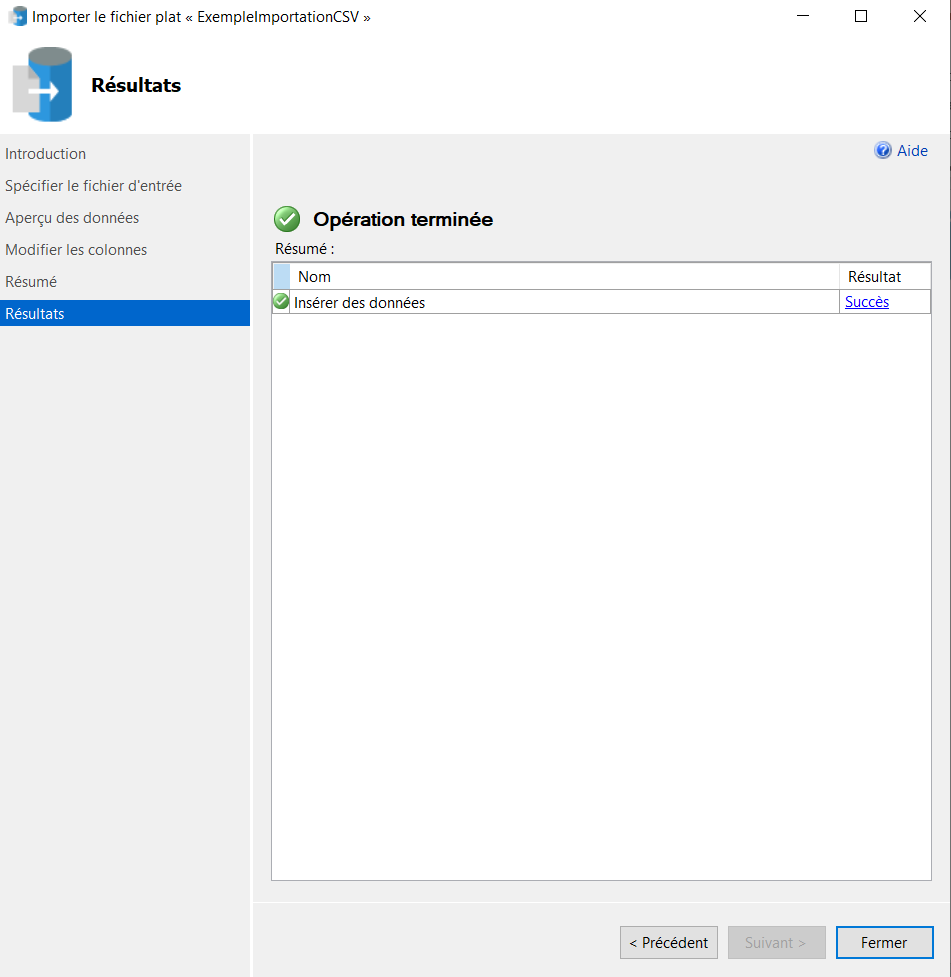 Importer le fichier plat « ExempleImportationCSV »
Résultats
Introduction
Spécifier le fichier d'entrée
Aperçu des données
Modifier les colonnes
Résumé
Résultats
Aide
Opération terminée
Résumé :
Nom Résultat
Insérer des données Succès
< Précédent Suivant > Fermer